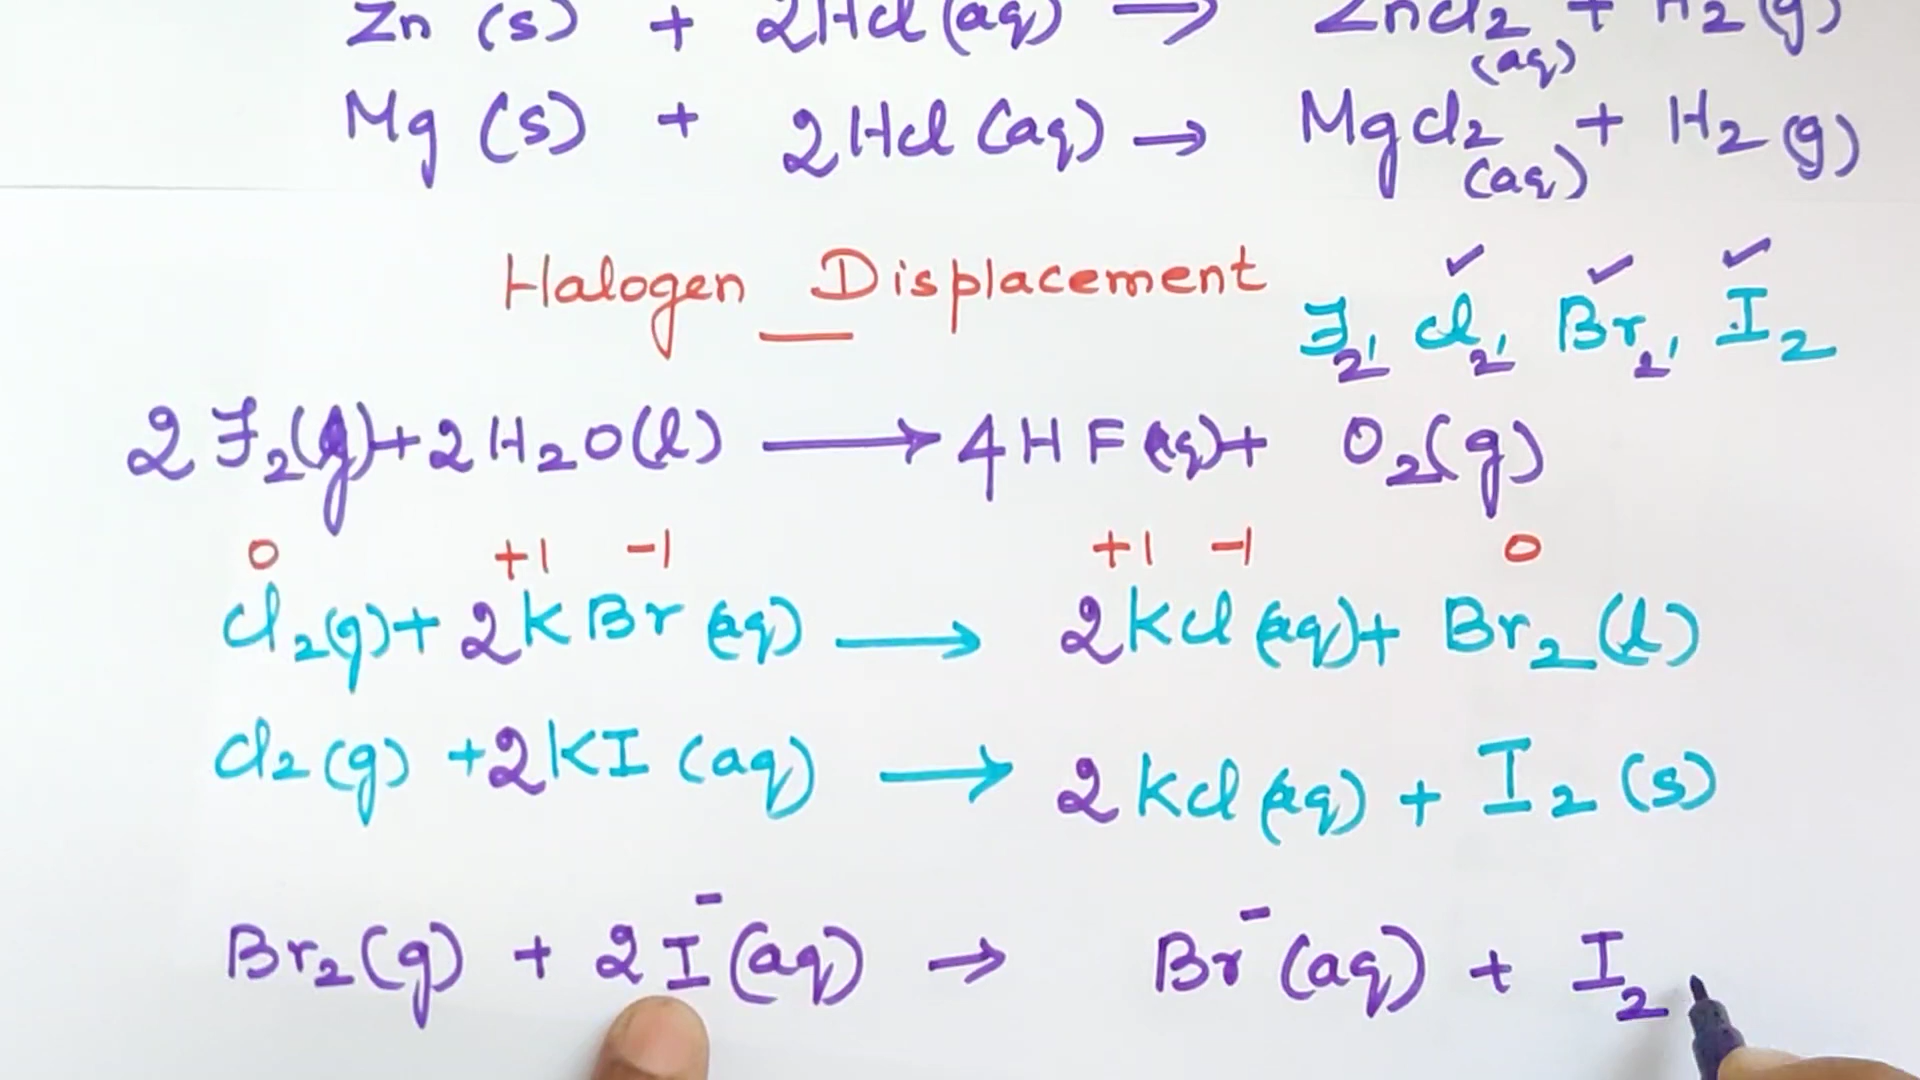 Zn (s) + 2HCl (aq) → ZnCl2 (aq) + H2 (g)
Mg (s) + 2HCl (aq) → MgCl2 (aq) + H2 (g)
Halogen Displacement
✓ ✓ ✓
F2, Cl2, Br2, I2
2F2(g) + 2H2O(l) → 4HF(aq) + O2(g)
0 +1 -1 +1 -1 0
Cl2(g) + 2KBr(aq) → 2KCl(aq) + Br2(l)
Cl2(g) + 2KI(aq) → 2KCl(aq) + I2(s)
Br2(g) + 2I⁻(aq) → Br⁻(aq) + I2